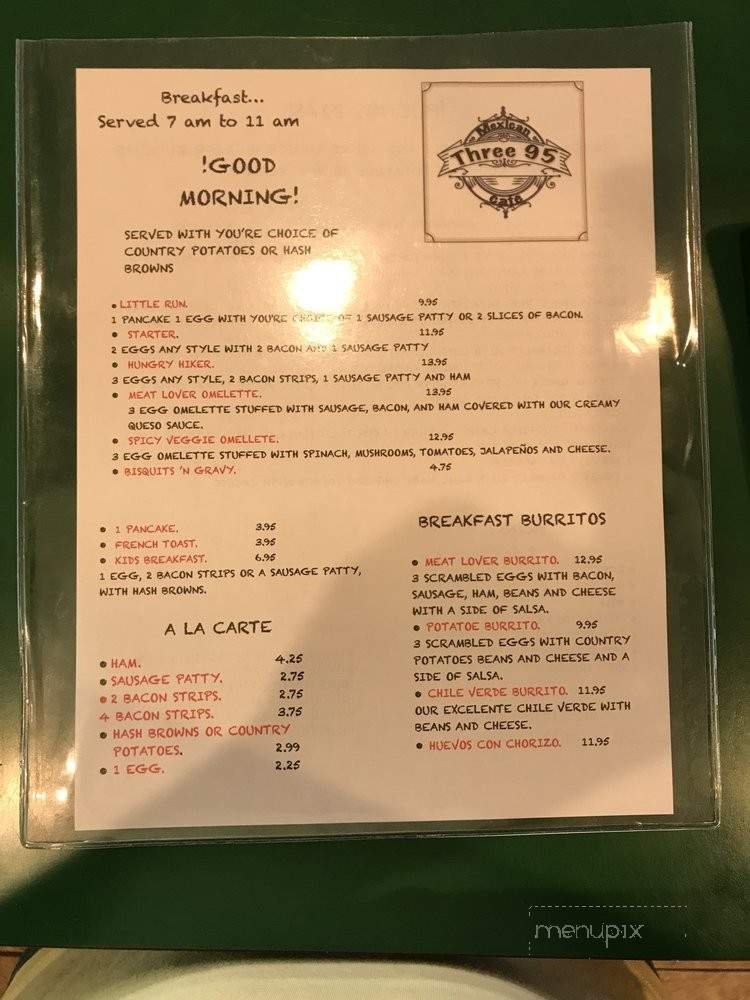 Breakfast...
Served 7 am to 11 am
!GOOD
MORNING!
SERVED WITH YOU'RE CHOICE OF
COUNTRY POTATOES OR HASH
BROWNS
Mexican
Three 95
Cafe
• LITTLE RUN. 9.95
1 PANCAKE 1 EGG WITH YOU'RE CHOICE OF 1 SAUSAGE PATTY OR 2 SLICES OF BACON.
• STARTER. 11.95
2 EGGS ANY STYLE WITH 2 BACON AND 1 SAUSAGE PATTY
• HUNGRY HIKER. 13.95
3 EGGS ANY STYLE, 2 BACON STRIPS, 1 SAUSAGE PATTY AND HAM
• MEAT LOVER OMELETTE. 13.95
3 EGG OMELETTE STUFFED WITH SAUSAGE, BACON, AND HAM COVERED WITH OUR CREAMY
QUESO SAUCE.
• SPICY VEGGIE OMELLETE. 12.95
3 EGG OMELETTE STUFFED WITH SPINACH, MUSHROOMS, TOMATOES, JALAPEÑOS AND CHEESE.
• BISQUITS 'N GRAVY. 4.75
• 1 PANCAKE. 3.95
• FRENCH TOAST. 3.95
• KIDS BREAKFAST. 6.95
1 EGG, 2 BACON STRIPS OR A SAUSAGE PATTY,
WITH HASH BROWNS.
A LA CARTE
• HAM. 4.25
• SAUSAGE PATTY. 2.75
• 2 BACON STRIPS. 2.75
4 BACON STRIPS. 3.75
• HASH BROWNS OR COUNTRY
POTATOES. 2.99
• 1 EGG. 2.25
BREAKFAST BURRITOS
• MEAT LOVER BURRITO. 12.95
3 SCRAMBLED EGGS WITH BACON,
SAUSAGE, HAM, BEANS AND CHEESE
WITH A SIDE OF SALSA.
• POTATOE BURRITO. 9.95
3 SCRAMBLED EGGS WITH COUNTRY
POTATOES BEANS AND CHEESE AND A
SIDE OF SALSA.
• CHILE VERDE BURRITO. 11.95
OUR EXCELENTE CHILE VERDE WITH
BEANS AND CHEESE.
• HUEVOS CON CHORIZO. 11.95
menupix